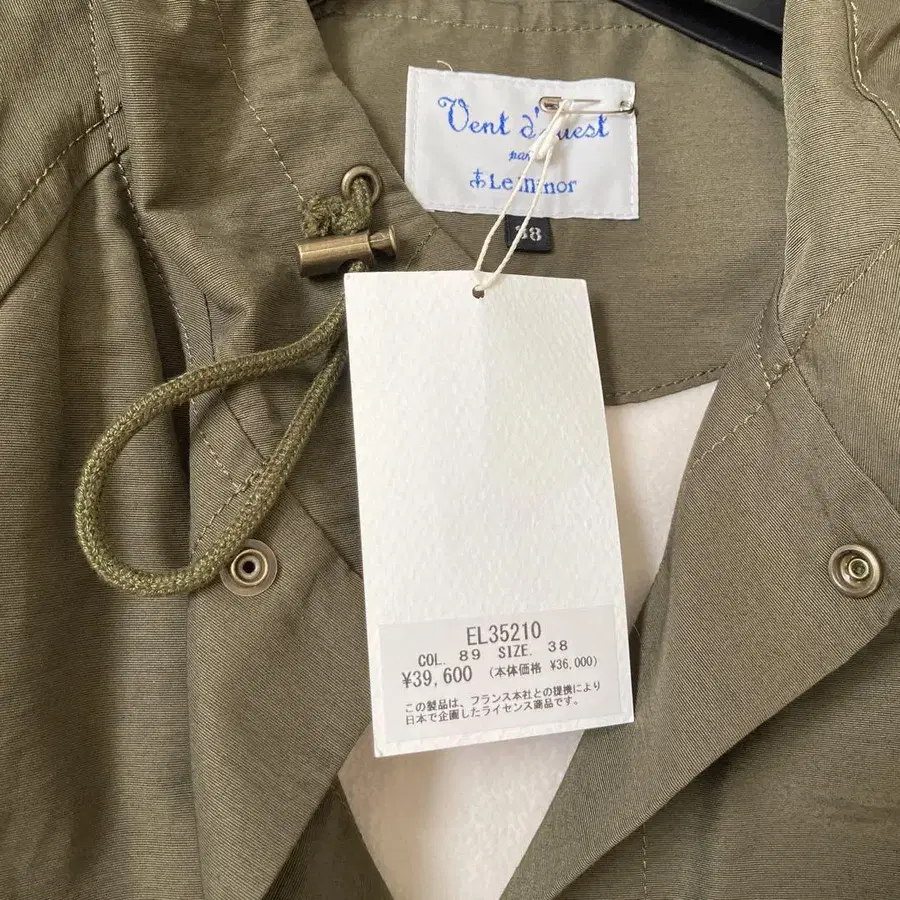 Vent d'ouest
par
Le minor
38
EL35210
COL. 89 SIZE. 38
¥39,600 (本体価格 ¥36,000)
この製品は、フランス本社との提携により
日本で企画したライセンス商品です。